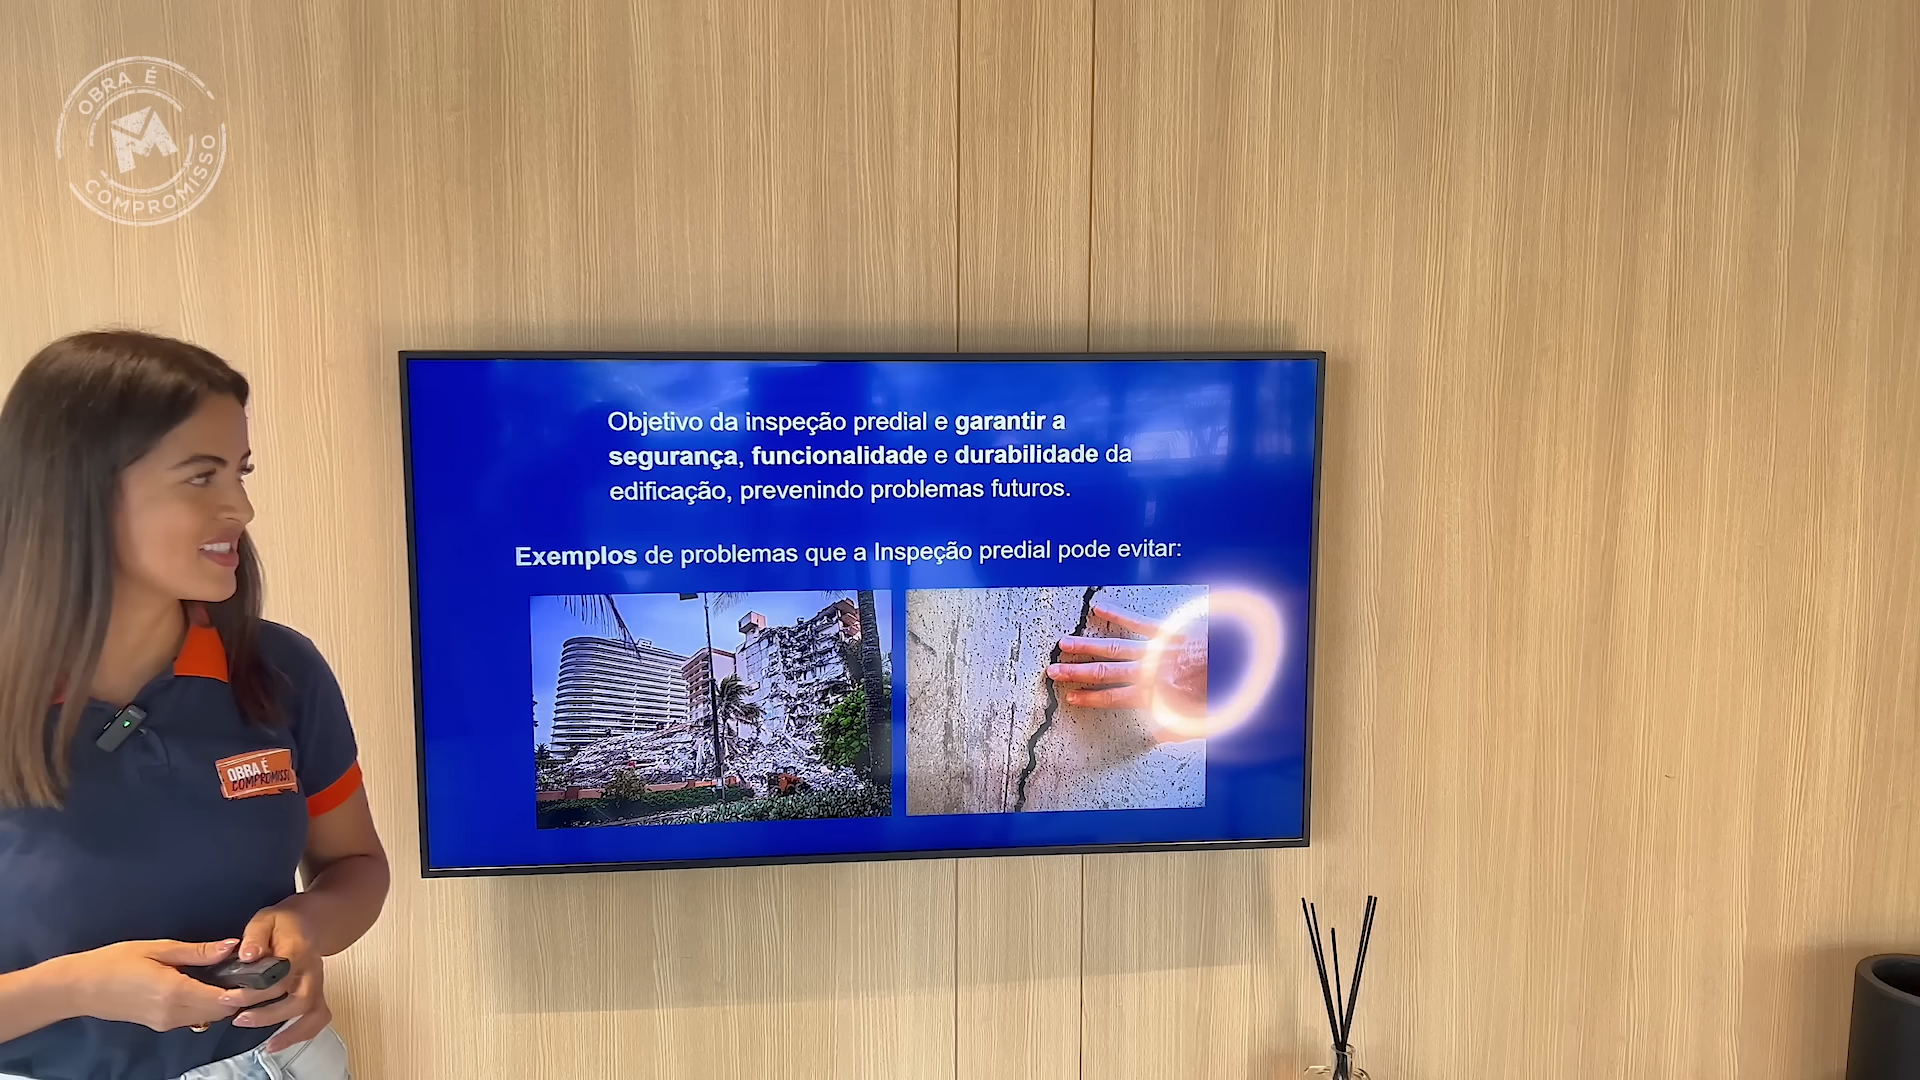 OBRA É
COMPROMISSO
Objetivo da inspeção predial e garantir a
segurança, funcionalidade e durabilidade da
edificação, prevenindo problemas futuros.
Exemplos de problemas que a Inspeção predial pode evitar:
OBRA É
COMPROMISSO